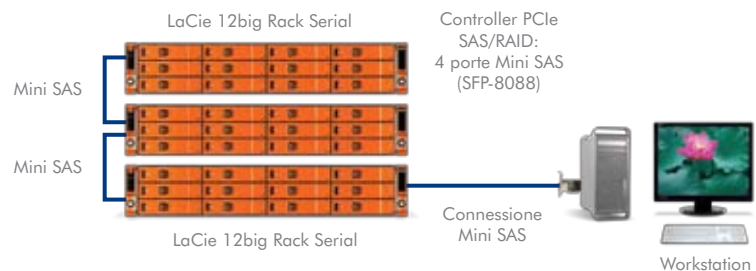 LaCie 12big Rack Serial
Controller PCIe
SAS/RAID:
4 porte Mini SAS
(SFP-8088)
Mini SAS
Mini SAS
Connessione
Mini SAS
LaCie 12big Rack Serial
Workstation